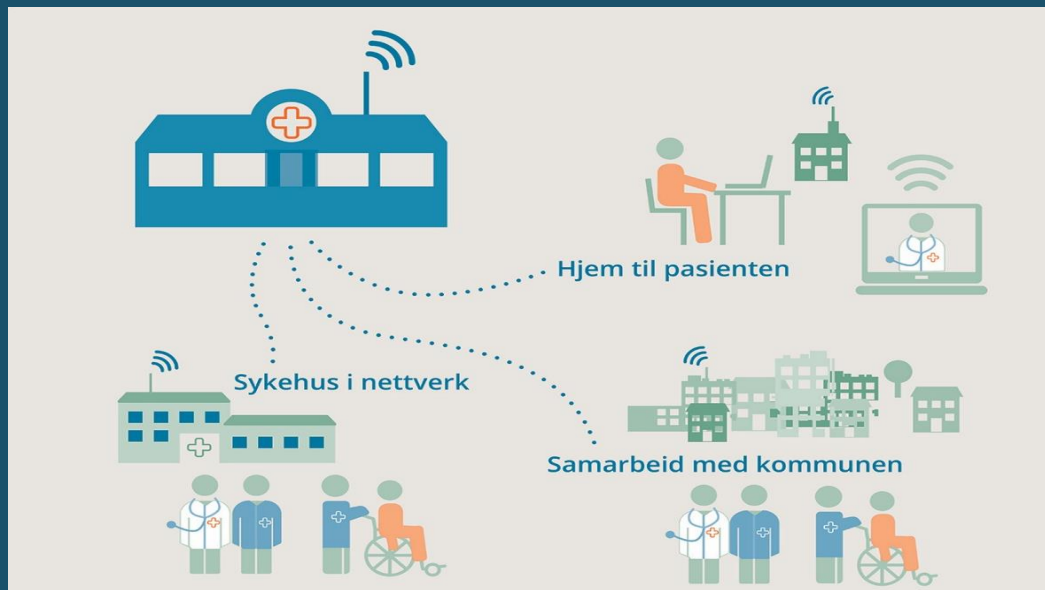 Hjem til pasienten
Sykehus i nettverk
Samarbeid med kommunen